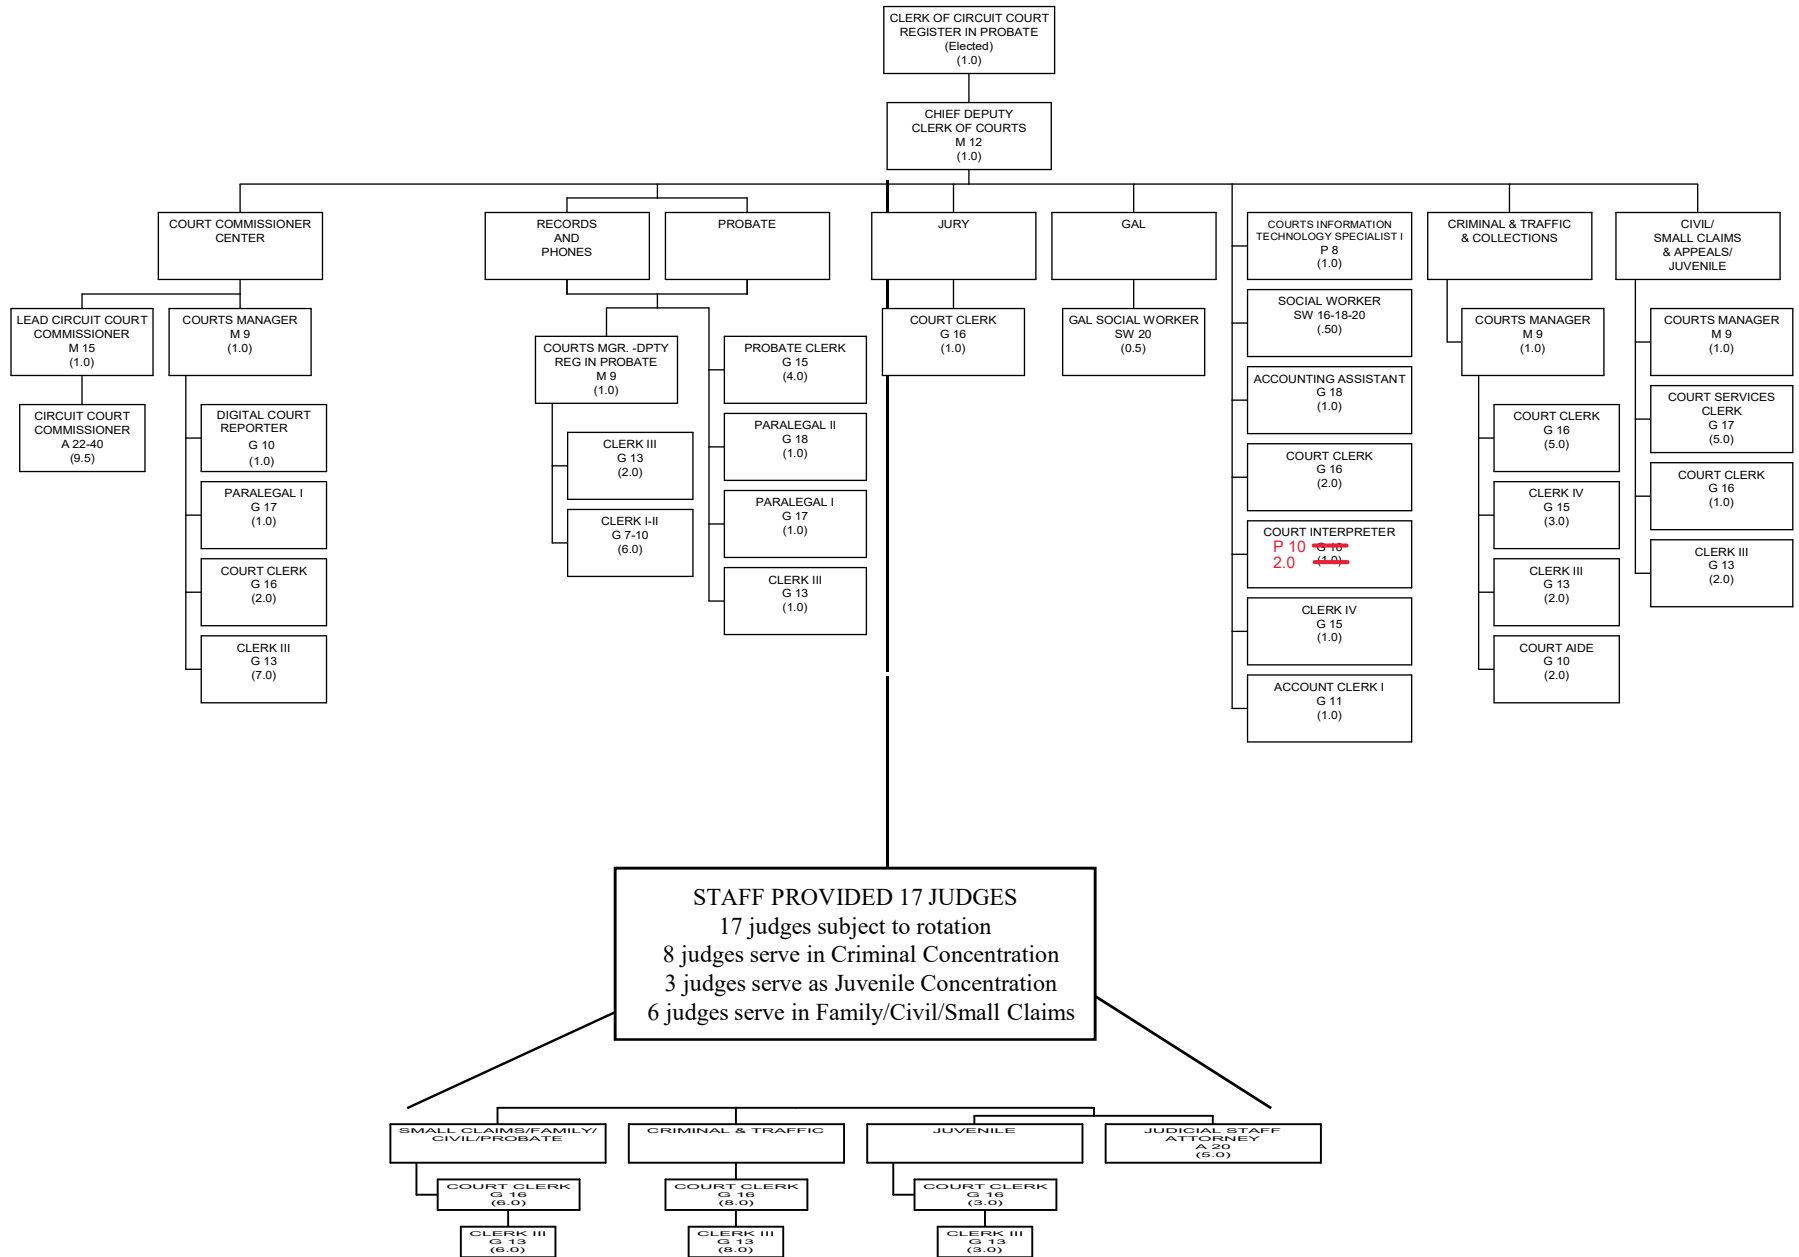 CLERK OF CIRCUIT COURT
REGISTER IN PROBATE
(Elected)
(1.0)
CHIEF DEPUTY
CLERK OF COURTS
M 12
(1.0)
COURT COMMISSIONER
CENTER
LEAD CIRCUIT COURT
COMMISSIONER
M 15
(1.0)
CIRCUIT COURT
COMMISSIONER
A 22-40
(9.5)
COURTS MANAGER
M 9
(1.0)
DIGITAL COURT
REPORTER
G 10
(1.0)
PARALEGAL I
G 17
(1.0)
COURT CLERK
G 16
(2.0)
CLERK III
G 13
(7.0)
RECORDS
AND
PHONES
PROBATE
COURTS MGR. -DPTY
REG IN PROBATE
M 9
(1.0)
CLERK III
G 13
(2.0)
CLERK I-II
G 7-10
(6.0)
PROBATE CLERK
G 15
(4.0)
PARALEGAL II
G 18
(1.0)
PARALEGAL I
G 17
(1.0)
CLERK III
G 13
(1.0)
JURY
COURT CLERK
G 16
(1.0)
GAL
GAL SOCIAL WORKER
SW 20
(0.5)
COURTS INFORMATION
TECHNOLOGY SPECIALIST I
P 8
(1.0)
SOCIAL WORKER
SW 16-18-20
(.50)
ACCOUNTING ASSISTANT
G 18
(1.0)
COURT CLERK
G 16
(2.0)
COURT INTERPRETER
P 10
2.0 (1.0)
CLERK IV
G 15
(1.0)
ACCOUNT CLERK I
G 11
(1.0)
CRIMINAL & TRAFFIC
& COLLECTIONS
COURTS MANAGER
M 9
(1.0)
COURT CLERK
G 16
(5.0)
CLERK IV
G 15
(3.0)
CLERK III
G 13
(2.0)
COURT AIDE
G 10
(2.0)
CIVIL/
SMALL CLAIMS
& APPEALS/
JUVENILE
COURTS MANAGER
M 9
(1.0)
COURT SERVICES
CLERK
G 17
(5.0)
COURT CLERK
G 16
(1.0)
CLERK III
G 13
(2.0)
STAFF PROVIDED 17 JUDGES
17 judges subject to rotation
8 judges serve in Criminal Concentration
3 judges serve as Juvenile Concentration
6 judges serve in Family/Civil/Small Claims
SMALL CLAIMS/FAMILY/
CIVIL/PROBATE
COURT CLERK
G 16
(6.0)
CLERK III
G 13
(6.0)
CRIMINAL & TRAFFIC
COURT CLERK
G 16
(8.0)
CLERK III
G 13
(8.0)
JUVENILE
COURT CLERK
G 16
(3.0)
CLERK III
G 13
(3.0)
JUDICIAL STAFF
ATTORNEY
A 20
(5.0)